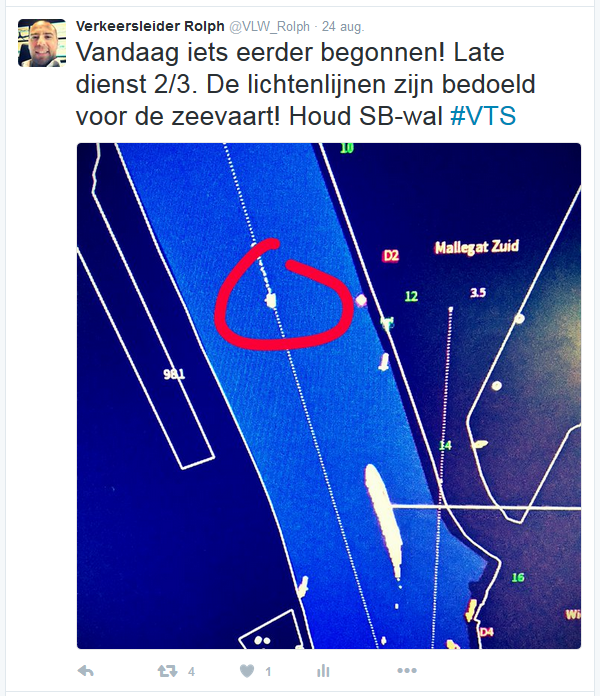 Verkeersleider Rolph @VLW_Rolph · 24 aug.
Vandaag iets eerder begonnen! Late
dienst 2/3. De lichtenlijnen zijn bedoeld
voor de zeevaart! Houd SB-wal #VTS
10
D2
Mallegat Zuid
12
3.5
981
14
16
Wi
D4
4
1